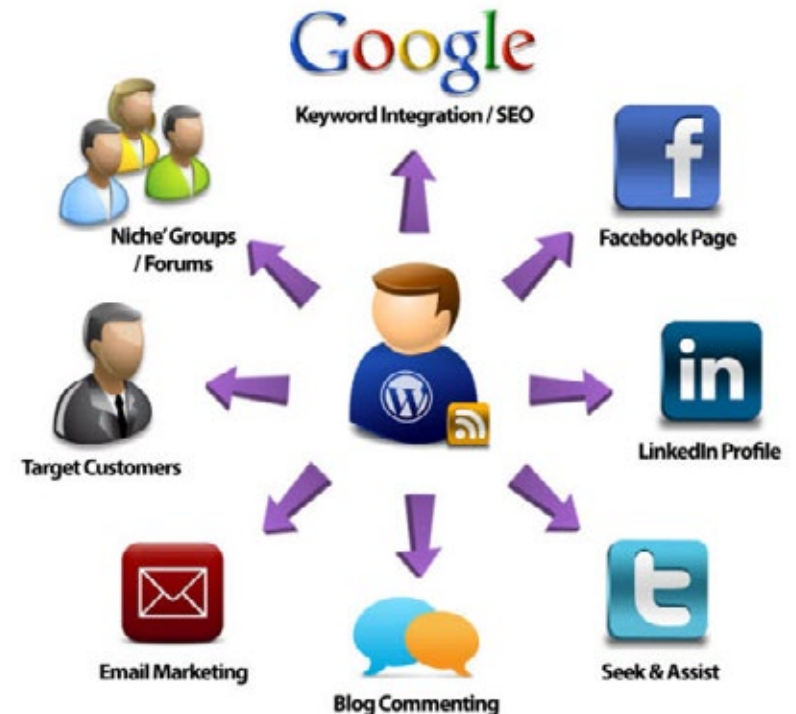 Google
Keyword Integration / SEO
f
Facebook Page
Niche' Groups
/ Forums
W
in
LinkedIn Profile
Target Customers
t
Seek & Assist
Email Marketing
Blog Commenting